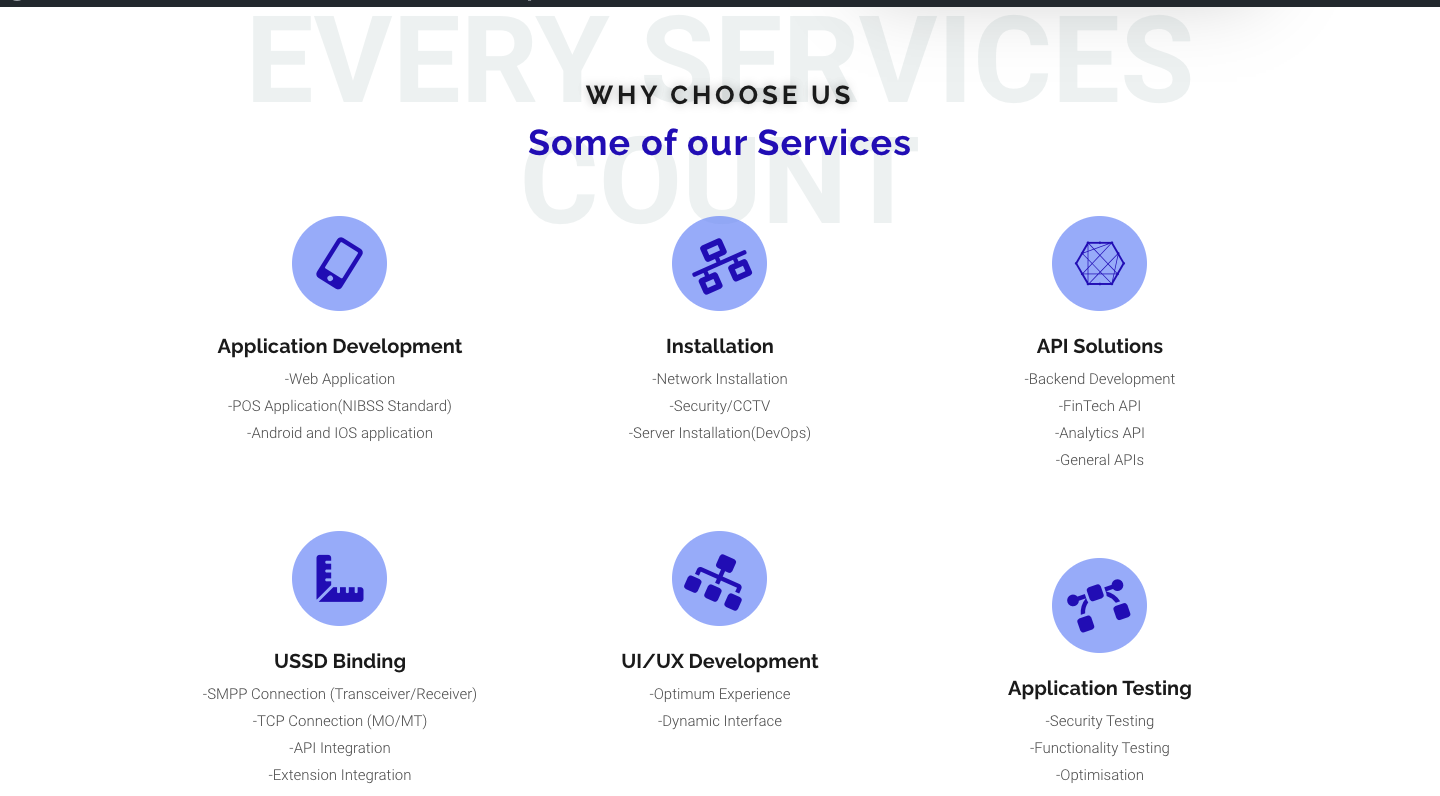 EVERY SERVICES
WHY CHOOSE US
Some of our Services
COUNT
Application Development
-Web Application
-POS Application(NIBSS Standard)
-Android and IOS application
Installation
-Network Installation
-Security/CCTV
-Server Installation(DevOps)
API Solutions
-Backend Development
-FinTech API
-Analytics API
-General APIs
USSD Binding
-SMPP Connection (Transceiver/Receiver)
-TCP Connection (MO/MT)
-API Integration
-Extension Integration
UI/UX Development
-Optimum Experience
-Dynamic Interface
Application Testing
-Security Testing
-Functionality Testing
-Optimisation